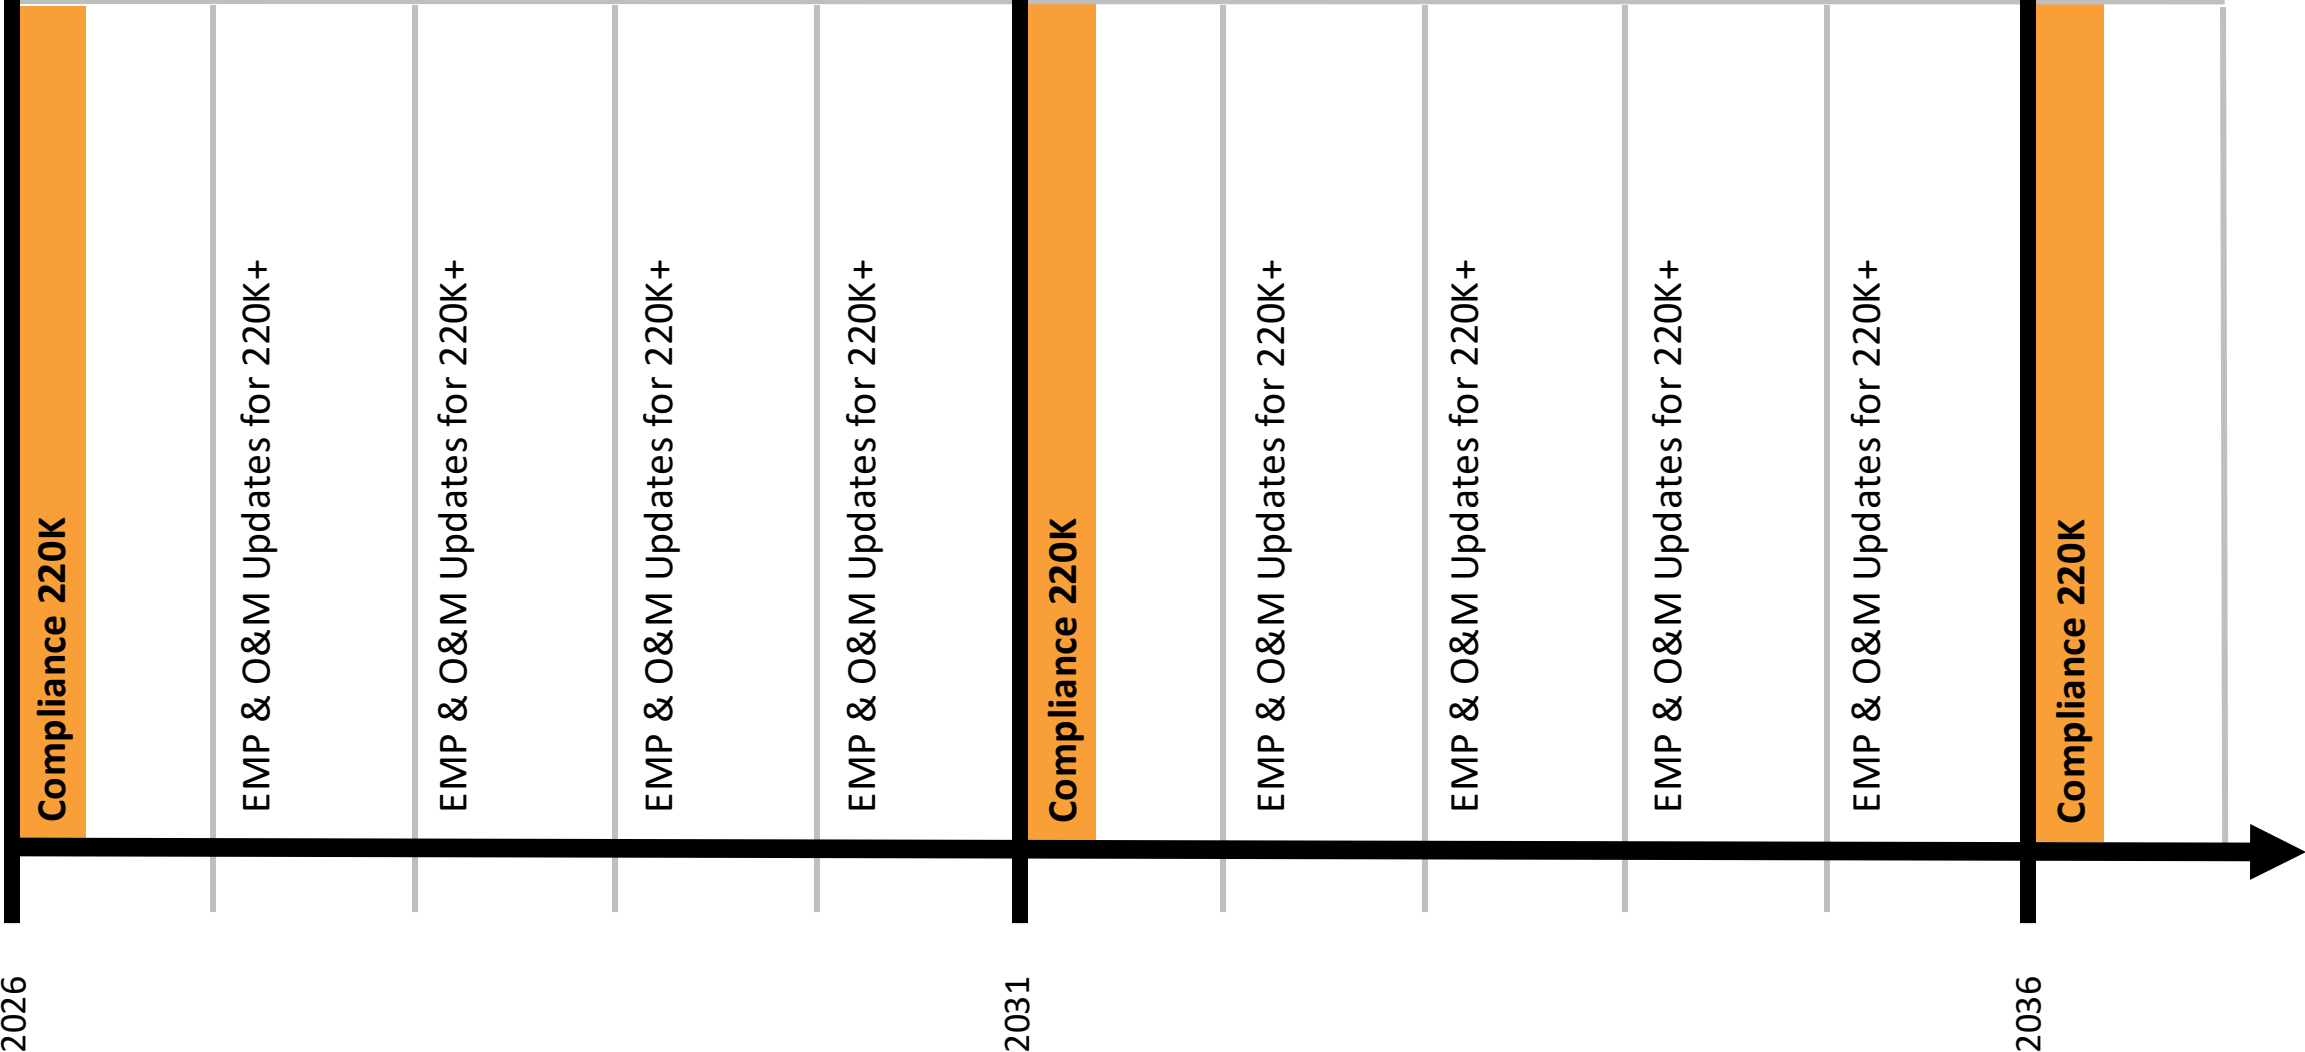 Compliance 220K
EMP & O&M Updates for 220K+
EMP & O&M Updates for 220K+
EMP & O&M Updates for 220K+
EMP & O&M Updates for 220K+
Compliance 220K
EMP & O&M Updates for 220K+
EMP & O&M Updates for 220K+
EMP & O&M Updates for 220K+
EMP & O&M Updates for 220K+
Compliance 220K
2026
2031
2036